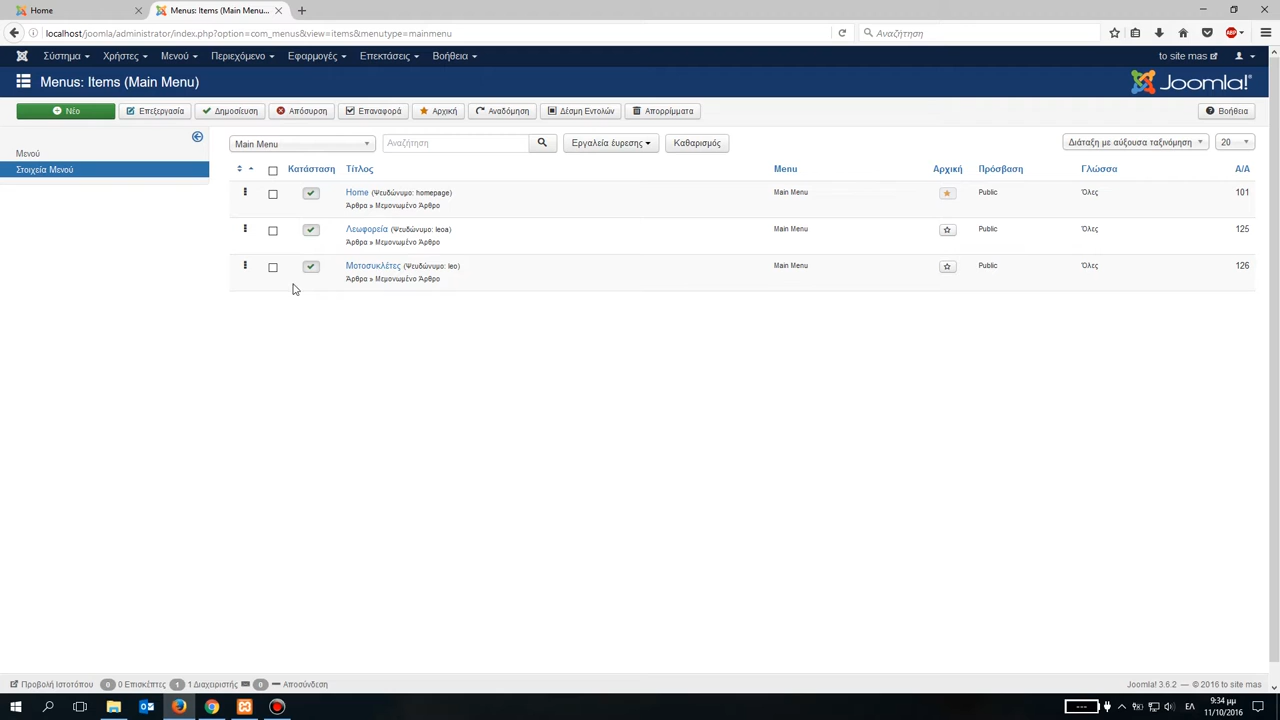 Home
Menus: Items (Main Menu...
localhost/joomla/administrator/index.php?option=com_menus&view=items&menutype=mainmenu
Αναζήτηση
Σύστημα Χρήστες Μενού Περιεχόμενο Εφαρμογές Επεκτάσεις Βοήθεια
to site mas
Menus: Items (Main Menu)
Joomla!
Νέο Επεξεργασία Δημοσίευση Απόσυρση Επαναφορά Αρχική Αναδόμηση Δέσμη Εντολών Απορρίμματα Βοήθεια
Μενού
Στοιχεία Μενού
Main Menu Αναζήτηση Εργαλεία έυρεσης Καθαρισμός Διάταξη με αύξουσα ταξινόμηση 20
Κατάσταση Τίτλος Menu Αρχική Πρόσβαση Γλώσσα Α/Α
Home (Ψευδώνυμο: homepage) Main Menu Public Όλες 101
Άρθρα » Μεμονωμένο Άρθρο
Λεωφορεία (Ψευδώνυμο: leoa) Main Menu Public Όλες 125
Άρθρα » Μεμονωμένο Άρθρο
Μοτοσυκλέτες (Ψευδώνυμο: leo) Main Menu Public Όλες 126
Άρθρα » Μεμονωμένο Άρθρο
Προβολή Ιστοτόπου 0 0 Επισκέπτες 1 1 Διαχειριστής 0 Αποσύνδεση
Joomla! 3.6.2 — © 2016 to site mas
ΕΛ
9:34 μμ
11/10/2016